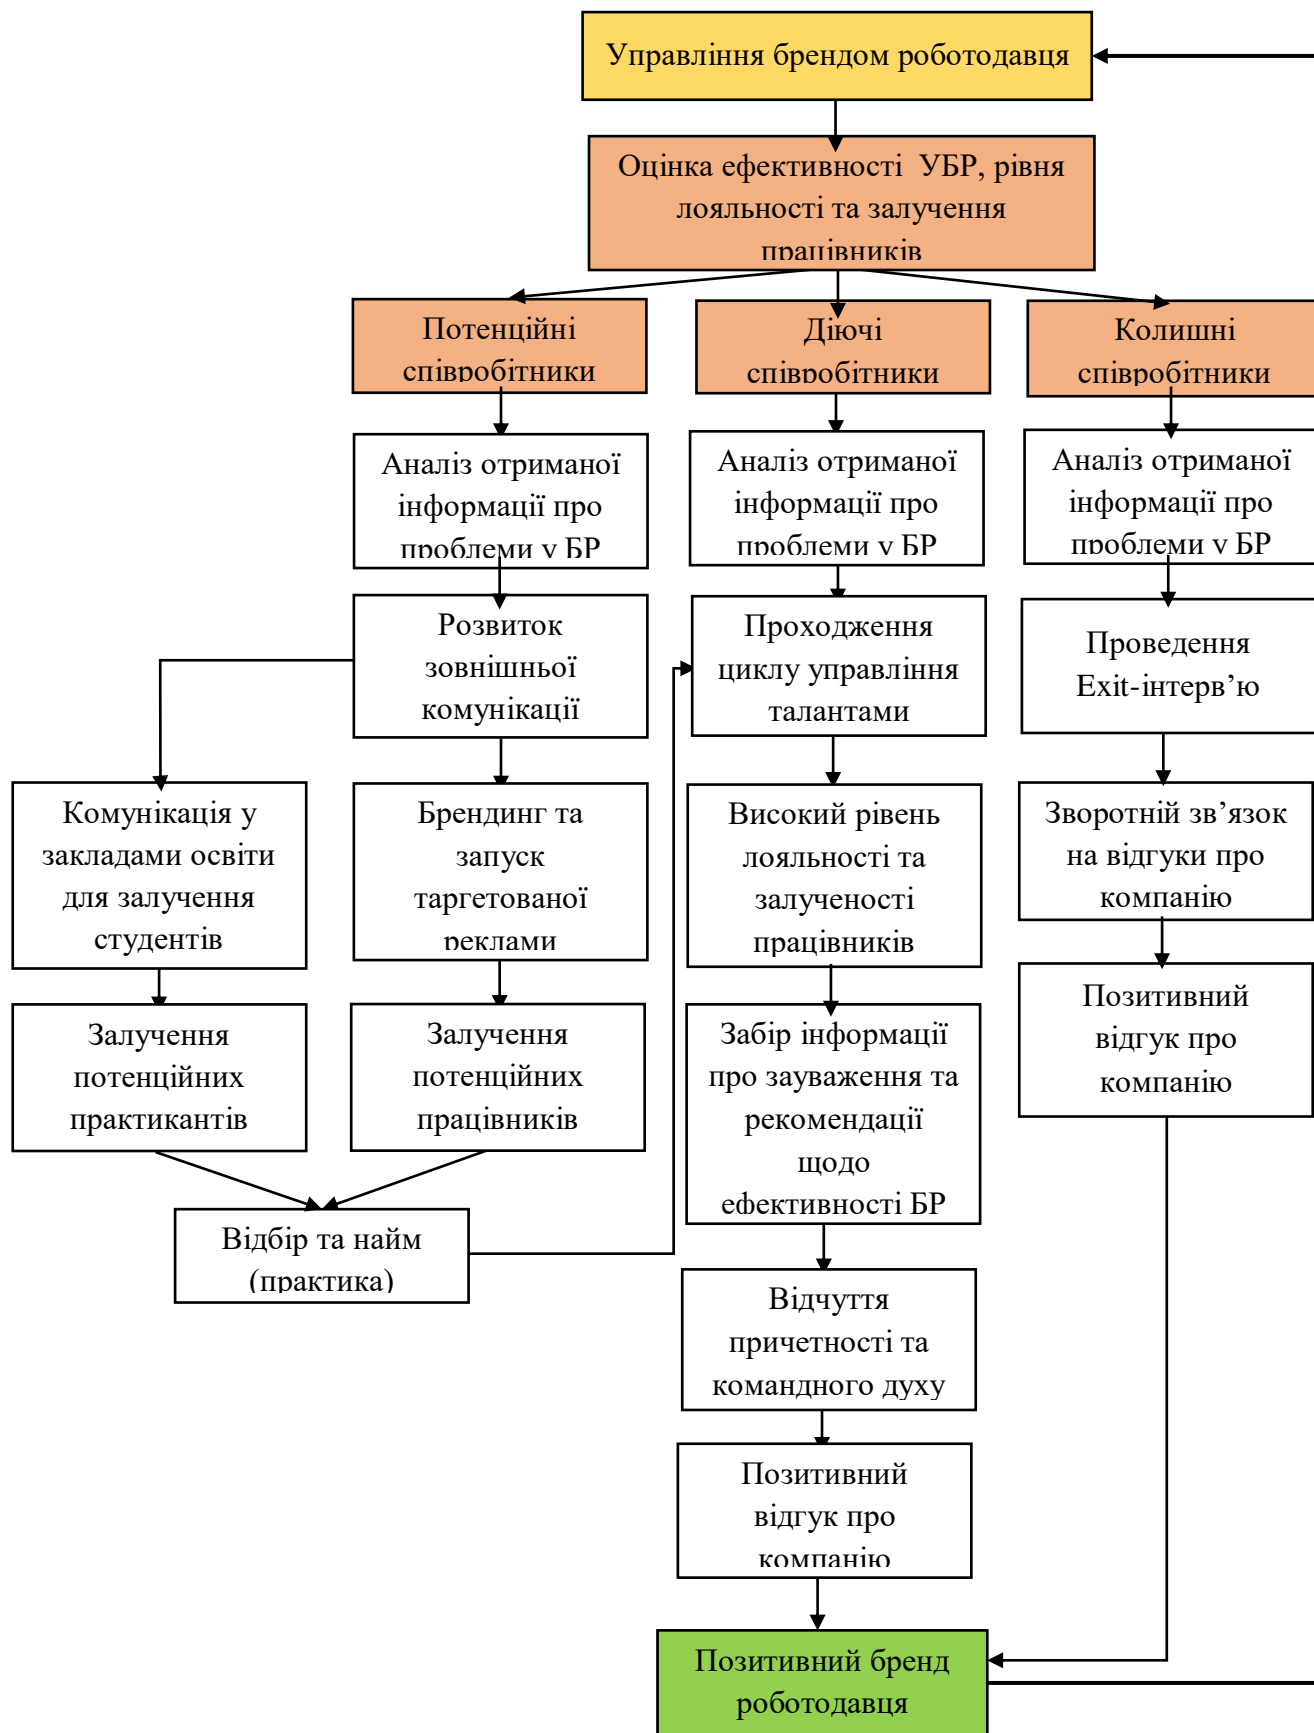 Управління брендом роботодавця
Оцінка ефективності УБР, рівня
лояльності та залучення
працівників
Потенційні
співробітники
Діючі
співробітники
Колишні
співробітники
Аналіз отриманої
інформації про
проблеми у БР
Аналіз отриманої
інформації про
проблеми у БР
Аналіз отриманої
інформації про
проблеми у БР
Розвиток
зовнішньої
комунікації
Проходження
циклу управління
талантами
Проведення
Exit-інтерв’ю
Комунікація у
закладами освіти
для залучення
студентів
Брендинг та
запуск
таргетованої
реклами
Високий рівень
лояльності та
залученості
працівників
Зворотній зв’язок
на відгуки про
компанію
Залучення
потенційних
практикантів
Залучення
потенційних
працівників
Забір інформації
про зауваження та
рекомендації
щодо
ефективності БР
Позитивний
відгук про
компанію
Відбір та найм
(практика)
Відчуття
причетності та
командного духу
Позитивний
відгук про
компанію
Позитивний бренд
роботодавця